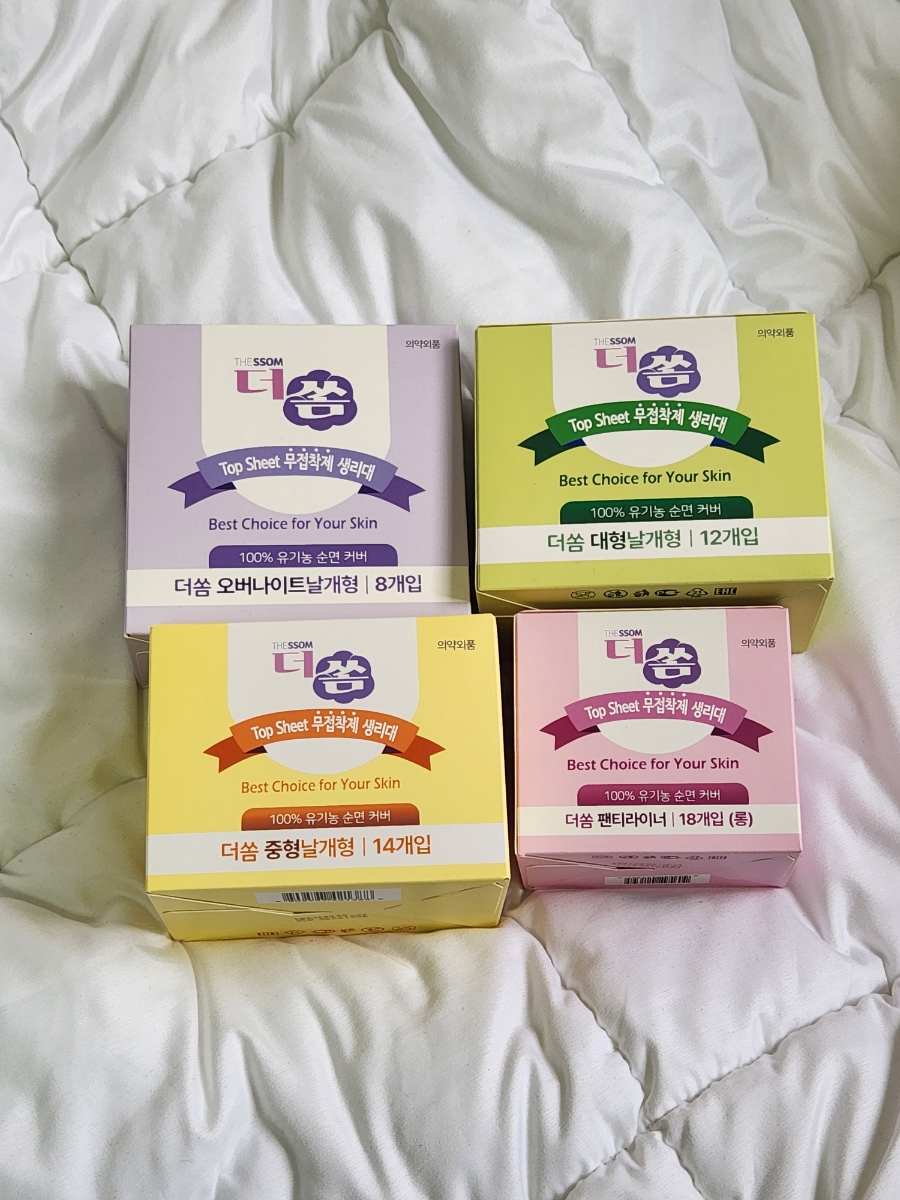 의약외품
THESSOM
더쏨
Top Sheet 무접착제 생리대
Best Choice for Your Skin
100% 유기농 순면 커버
더쏨 오버나이트날개형 | 8개입
의약외품
THESSOM
더쏨
Top Sheet 무접착제 생리대
Best Choice for Your Skin
100% 유기농 순면 커버
더쏨 대형날개형 | 12개입
EAC
의약외품
THESSOM
더쏨
Top Sheet 무접착제 생리대
Best Choice for Your Skin
100% 유기농 순면 커버
더쏨 중형날개형 | 14개입
의약외품
THESSOM
더쏨
Top Sheet 무접착제 생리대
Best Choice for Your Skin
100% 유기농 순면 커버
더쏨 팬티라이너 | 18개입 (롱)